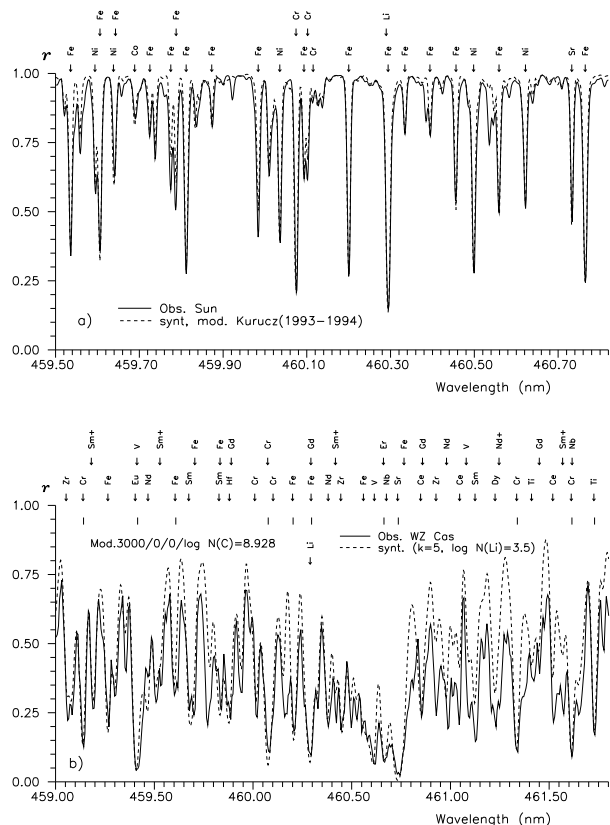 Fe Fe Fe Cr Cr Li
r Fe Ni Ni Co Fe Fe Fe Fe Fe Ni Fe Cr Fe Fe Fe Fe Ni Fe Ni Sr Fe
1.00
0.75
0.50
0.25
a)
Obs. Sun
synt, mod. Kurucz(1993-1994)
0.00
459.50 459.70 459.90 460.10 460.30 460.50 460.70
Wavelength (nm)
Sm+ V Sm+ Fe Fe Gd Cr Gd Sm+ Er Fe Gd Nd V Nd+ Gd Sm+ Nb
r Zr Cr Fe Eu Nd Fe Sm Sm Hf Cr Cr Fe Fe Nd Zr Fe V Nb Sr Ce Zr Ce Sm Dy Cr Ti Ce Cr Ti
1.00
Mod.3000/0/0/log N(C)=8.928
Li
Obs. WZ Cas
synt. (k=5, log N(Li)=3.5)
0.75
0.50
0.25
b)
0.00
459.00 459.50 460.00 460.50 461.00 461.50
Wavelength (nm)